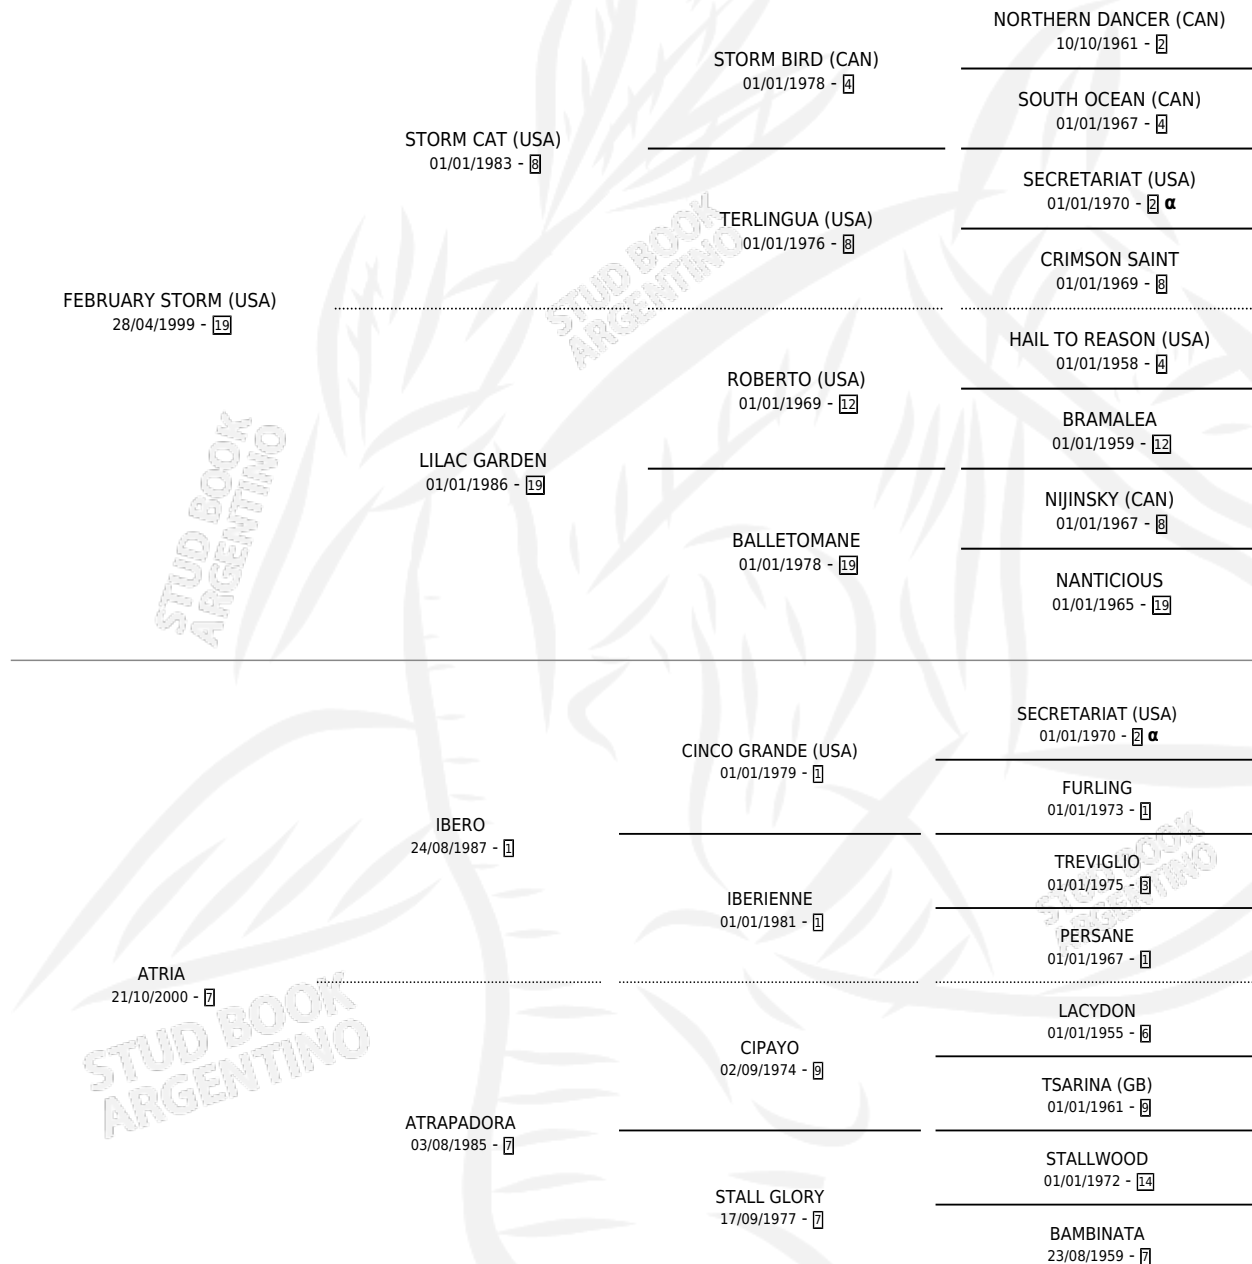 NORTHERN DANCER (CAN)
10/10/1961 - 2
STORM BIRD (CAN)
01/01/1978 - 4
SOUTH OCEAN (CAN)
01/01/1967 - 4
STORM CAT (USA)
01/01/1983 - 8
SECRETARIAT (USA)
01/01/1970 - 2 α
TERLINGUA (USA)
01/01/1976 - 8
CRIMSON SAINT
01/01/1969 - 8
FEBRUARY STORM (USA)
28/04/1999 - 19
HAIL TO REASON (USA)
01/01/1958 - 4
ROBERTO (USA)
01/01/1969 - 12
BRAMALEA
01/01/1959 - 12
LILAC GARDEN
01/01/1986 - 19
NIJINSKY (CAN)
01/01/1967 - 8
BALLETOMANE
01/01/1978 - 19
NANTICIOUS
01/01/1965 - 19
SECRETARIAT (USA)
01/01/1970 - 2 α
CINCO GRANDE (USA)
01/01/1979 - 1
FURLING
01/01/1973 - 1
IBERO
24/08/1987 - 1
TREVIGLIO
01/01/1975 - 3
IBERIENNE
01/01/1981 - 1
PERSANE
01/01/1967 - 1
ATRIA
21/10/2000 - 7
LACYDON
01/01/1955 - 6
CIPAYO
02/09/1974 - 9
TSARINA (GB)
01/01/1961 - 9
ATRAPADORA
03/08/1985 - 7
STALLWOOD
01/01/1972 - 14
STALL GLORY
17/09/1977 - 7
BAMBINATA
23/08/1959 - 7
STUD BOOK
ARGENTINO
STUD BOOK
ARGENTINO
STUD BOOK
ARGENTINO
STUD BOOK
ARGENTINO